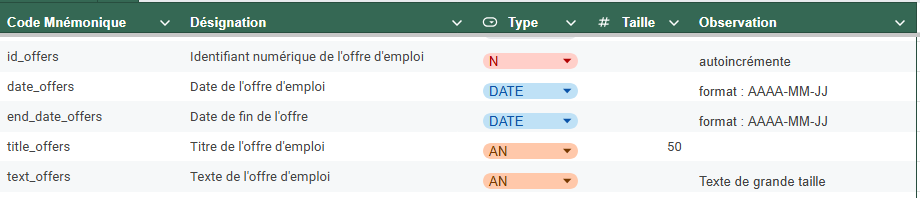 Code Mnémonique Désignation Type # Taille Observation
id_offers Identifiant numérique de l'offre d'emploi N autoincrémente
date_offers Date de l'offre d'emploi DATE format : AAAA-MM-JJ
end_date_offers Date de fin de l'offre DATE format : AAAA-MM-JJ
title_offers Titre de l'offre d'emploi AN 50
text_offers Texte de l'offre d'emploi AN Texte de grande taille